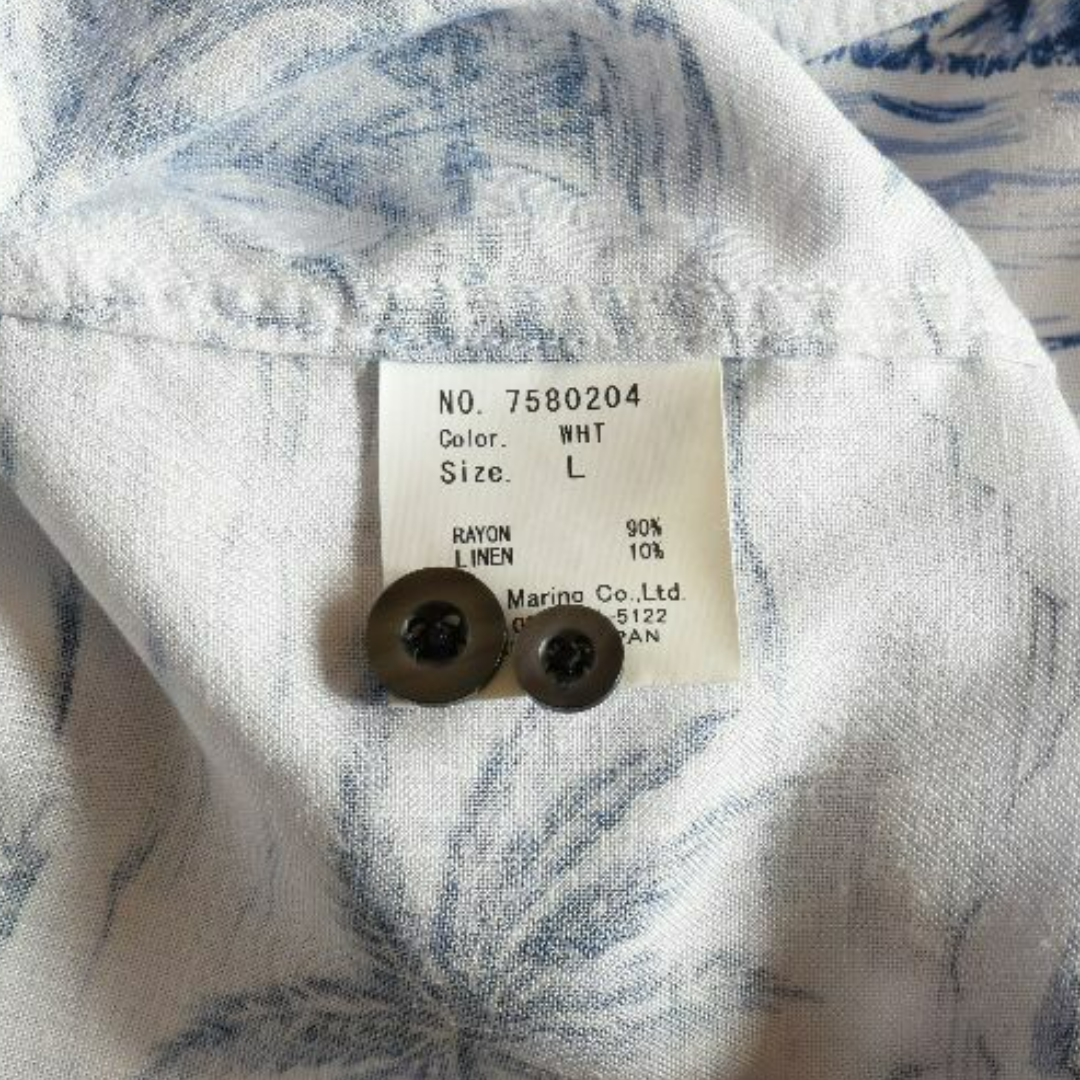 NO. 7580204
Color. WHT
Size. L
RAYON 90%
LINEN 10%
Marino Co.,Ltd.
-5122
PAN